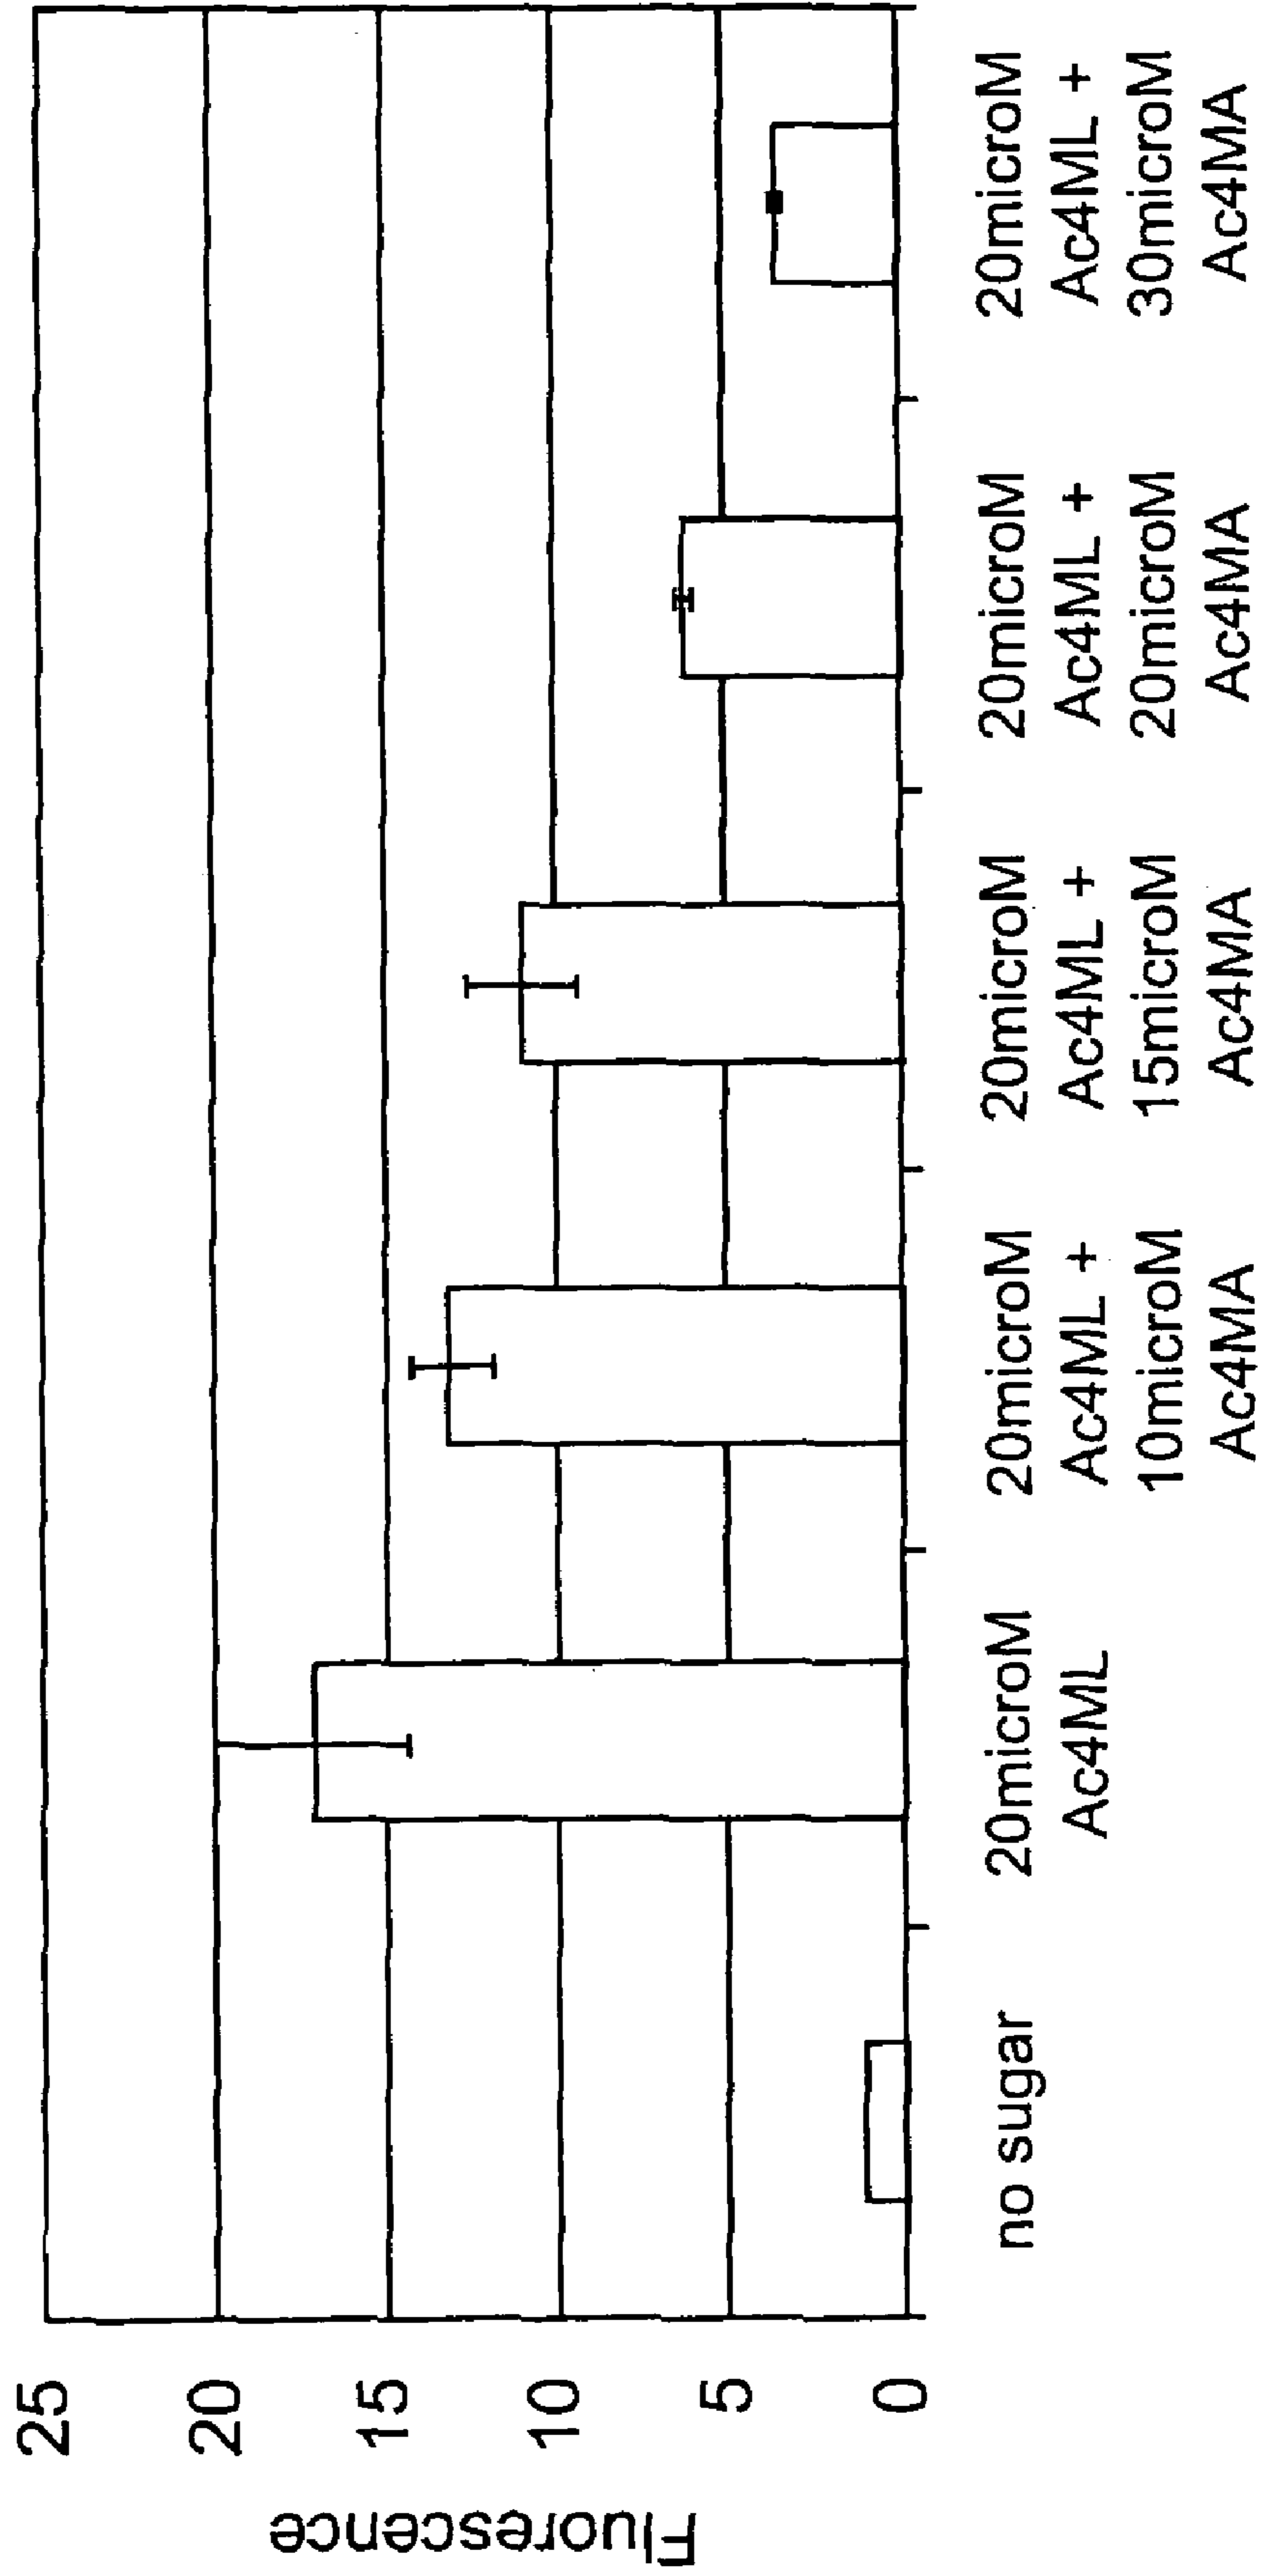 Fluorescence
25
20
15
10
5
0
no sugar
20microM
Ac4ML
20microM
Ac4ML +
10microM
Ac4MA
20microM
Ac4ML +
15microM
Ac4MA
20microM
Ac4ML +
20microM
Ac4MA
20microM
Ac4ML +
30microM
Ac4MA